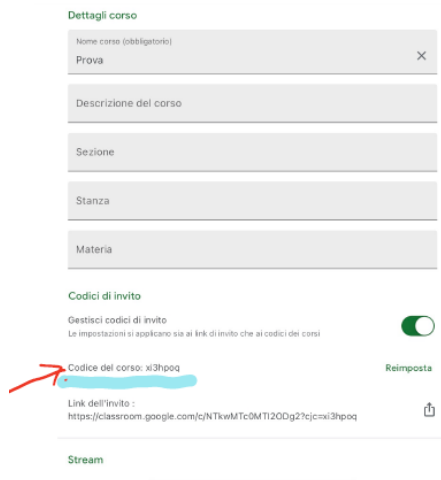 Dettagli corso
Nome corso (obbligatorio)
Prova
Descrizione del corso
Sezione
Stanza
Materia
Codici di invito
Gestisci codici di invito
Le impostazioni si applicano sia ai link di invito che ai codici dei corsi
Codice del corso: xi3hpoq
Reimposta
Link dell'invito :
https://classroom.google.com/c/NTkwMTc0MTI2ODg2?cjc=xi3hpoq
Stream